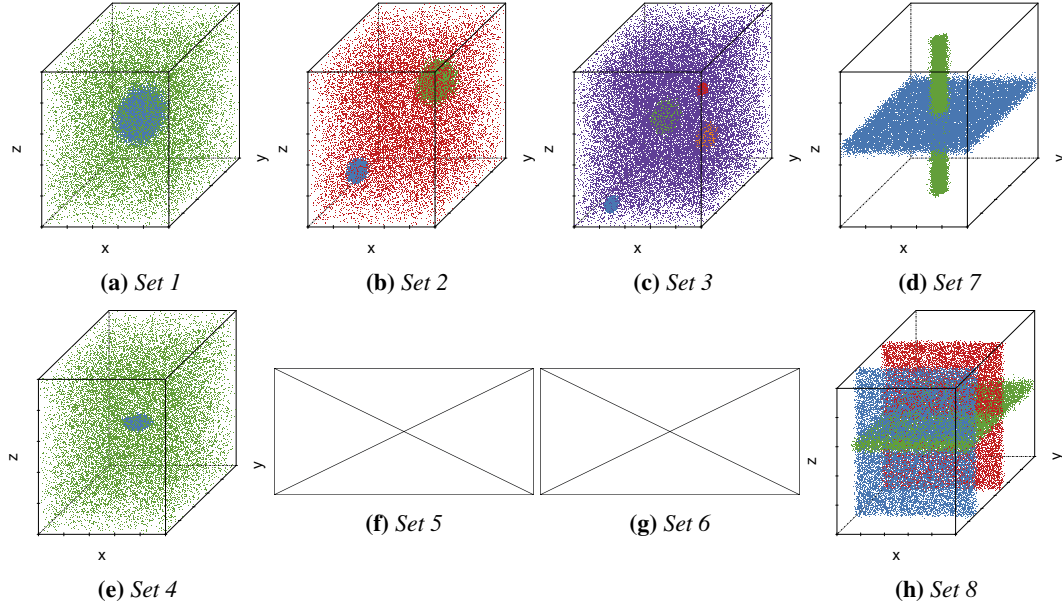 z x y
z x y
z x y
z x y
(a) Set 1
(b) Set 2
(c) Set 3
(d) Set 7
z x y
z x y
(f) Set 5
(g) Set 6
(e) Set 4
(h) Set 8